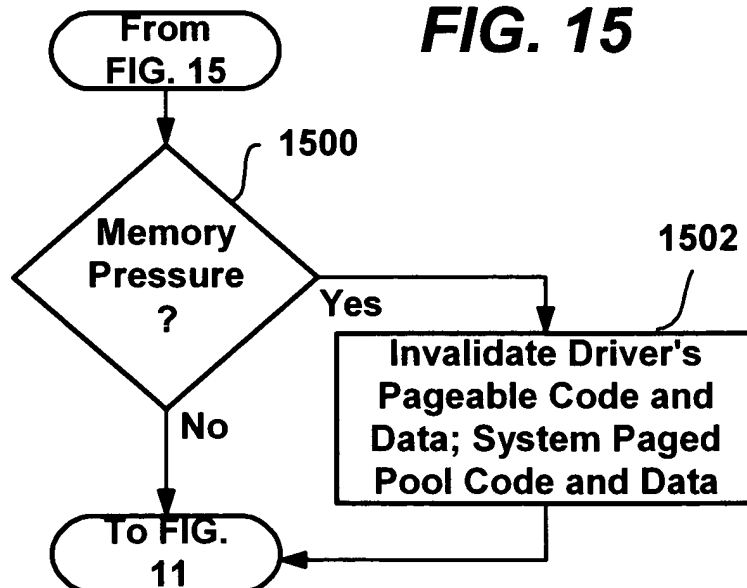 FIG. 15
From
FIG. 15
1500
Memory
Pressure
?
Yes
No
1502
Invalidate Driver's
Pageable Code and
Data; System Paged
Pool Code and Data
To FIG.
11